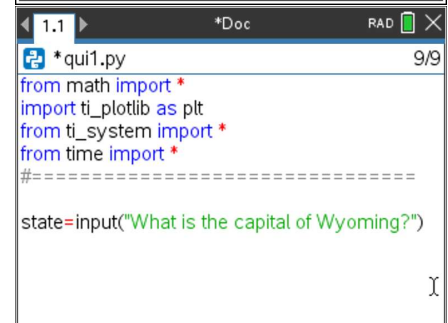 1.1 *Doc RAD
*qui1.py 9/9
from math import *
import ti_plotlib as plt
from ti_system import *
from time import *
#================================
state=input("What is the capital of Wyoming?")